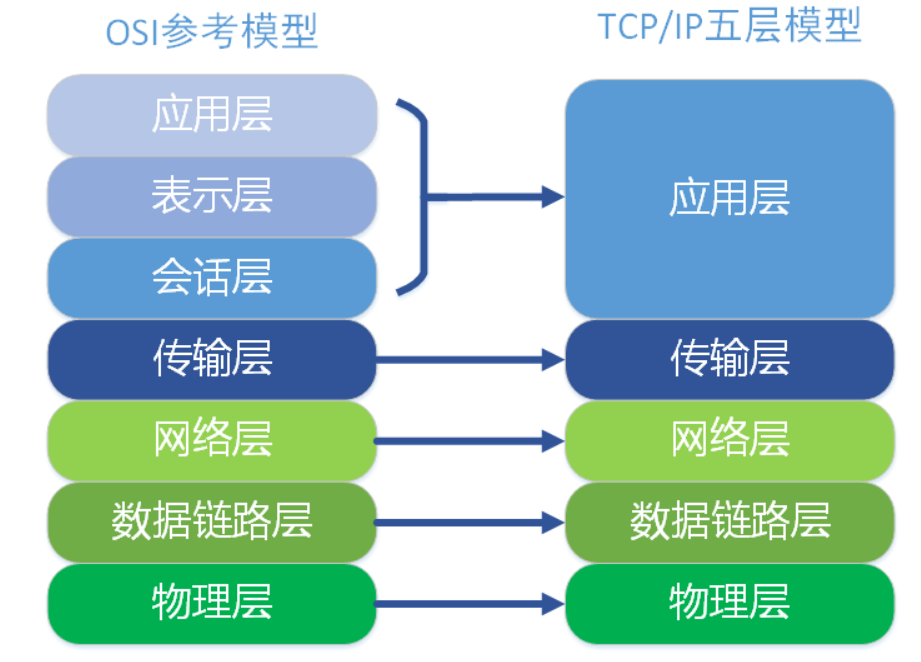 OSI参考模型
TCP/IP五层模型
应用层
表示层
会话层
传输层
网络层
数据链路层
物理层
应用层
传输层
网络层
数据链路层
物理层